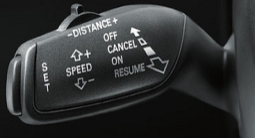 -DISTANCE+
OFF
CANCEL
ON
RESUME
SPEED
+
-
SET